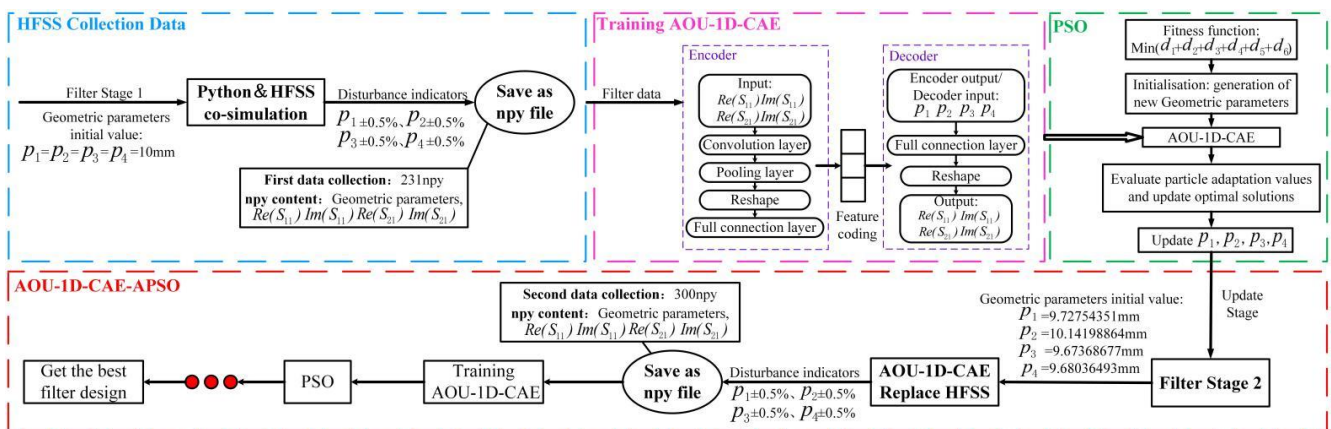 HFSS Collection Data
Filter Stage 1
Geometric parameters
initial value:
p₁=p₂=p₃=p₄=10mm
Python&HFSS
co-simulation
Disturbance indicators
p₁±0.5%、p₂±0.5%
p₃±0.5%、p₄±0.5%
Save as
npy file
First data collection：231npy
npy content：Geometric parameters,
Re(S₁₁) Im(S₁₁) Re(S₂₁) Im(S₂₁)
Training AOU-1D-CAE
Filter data
Encoder
Input:
Re(S₁₁)Im(S₁₁)
Re(S₂₁)Im(S₂₁)
Convolution layer
Pooling layer
Reshape
Full connection layer
Feature
coding
Decoder
Encoder output/
Decoder input:
p₁ p₂ p₃ p₄
Full connection layer
Reshape
Output:
Re(S₁₁) Im(S₁₁)
Re(S₂₁) Im(S₂₁)
PSO
Fitness function:
Min(d₁+d₂+d₃+d₄+d₅+d₆)
Initialisation: generation of
new Geometric parameters
AOU-1D-CAE
Evaluate particle adaptation values
and update optimal solutions
Update p₁, p₂, p₃, p₄
Update
Stage
AOU-1D-CAE-APSO
Filter Stage 2
Geometric parameters initial value:
p₁=9.72754351mm
p₂=10.14198864mm
p₃=9.67368677mm
p₄=9.68036493mm
AOU-1D-CAE
Replace HFSS
Disturbance indicators
p₁±0.5%、p₂±0.5%
p₃±0.5%、p₄±0.5%
Save as
npy file
Second data collection：300npy
npy content：Geometric parameters,
Re(S₁₁) Im(S₁₁) Re(S₂₁) Im(S₂₁)
Training
AOU-1D-CAE
PSO
Get the best
filter design